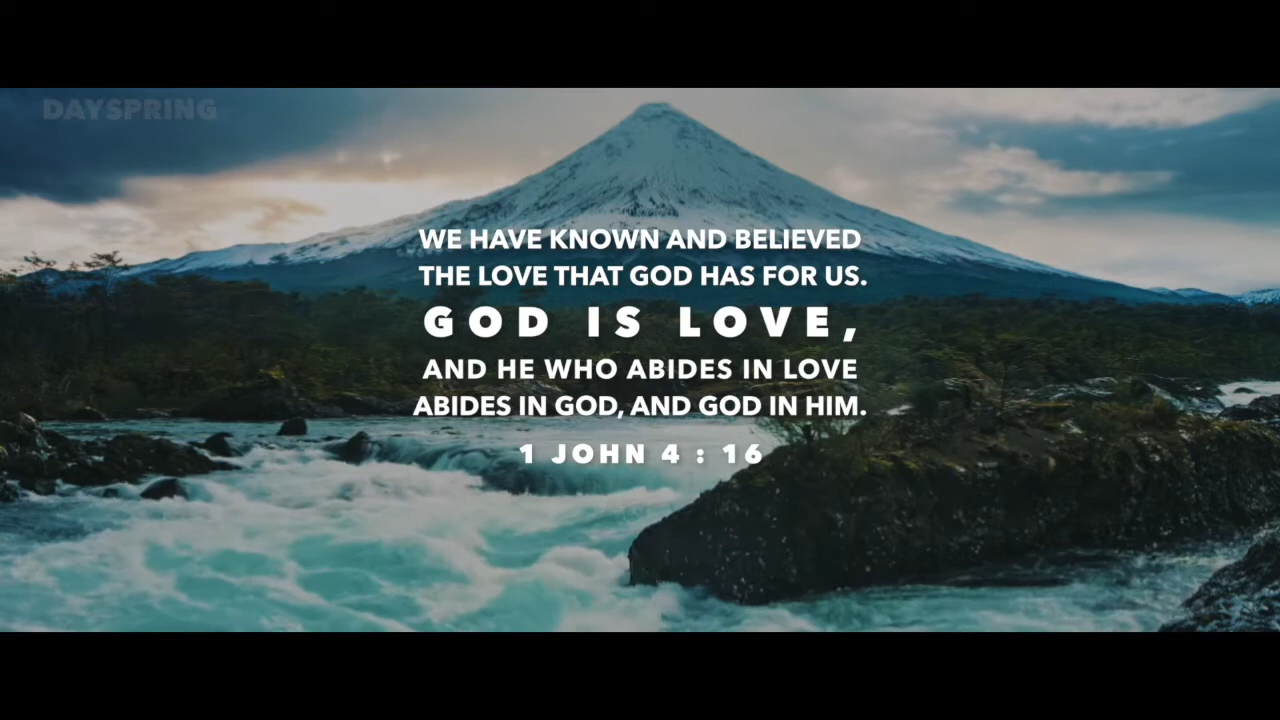 DAYSPRING
WE HAVE KNOWN AND BELIEVED
THE LOVE THAT GOD HAS FOR US.
GOD IS LOVE,
AND HE WHO ABIDES IN LOVE
ABIDES IN GOD, AND GOD IN HIM.
1 JOHN 4 : 16